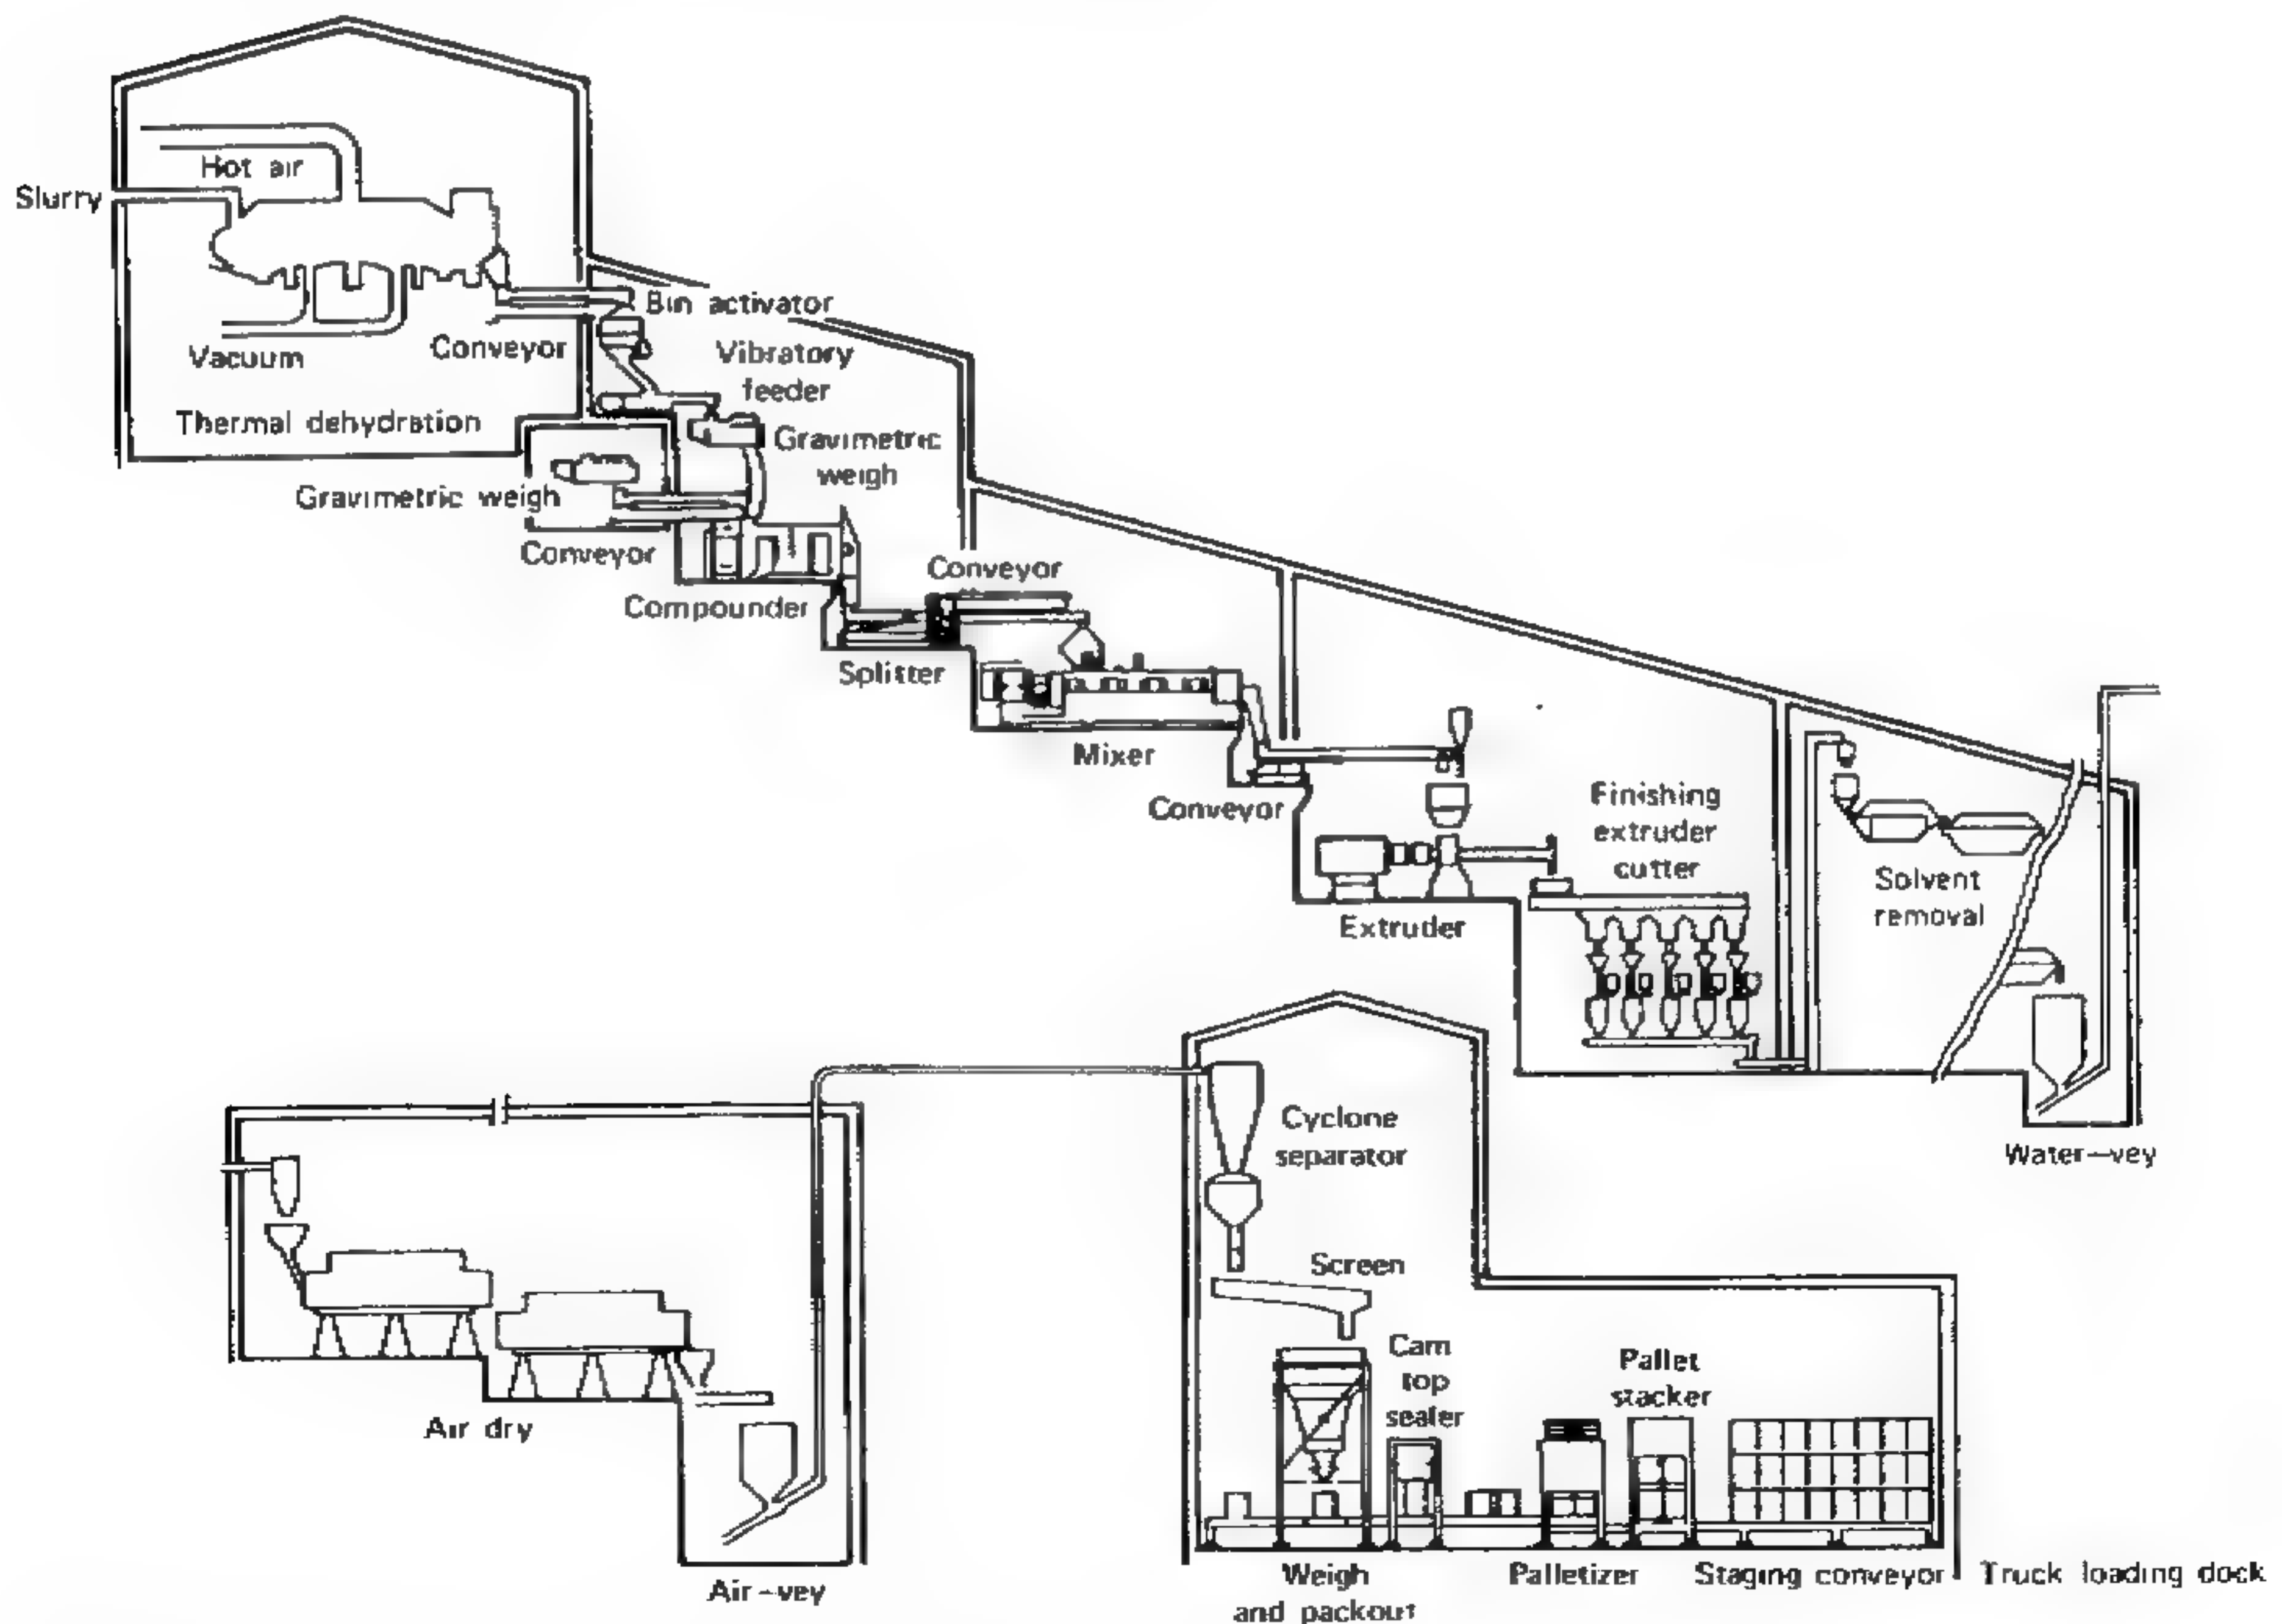 Hot air
Slurry
Bin activator
Vacuum
Conveyor
Vibratory
feeder
Thermal dehydration
Gravimetric
weigh
Gravimetric weigh
Conveyor
Conveyor
Compounder
Splitter
Mixer
Conveyor
Finishing
extruder
cutter
Solvent
removal
Extruder
Cyclone
separator
Water-vey
Screen
Cam
top
sealer
Pallet
stacker
Air dry
Air-vey
Weigh
and packout
Palletizer
Staging conveyor
Truck loading dock